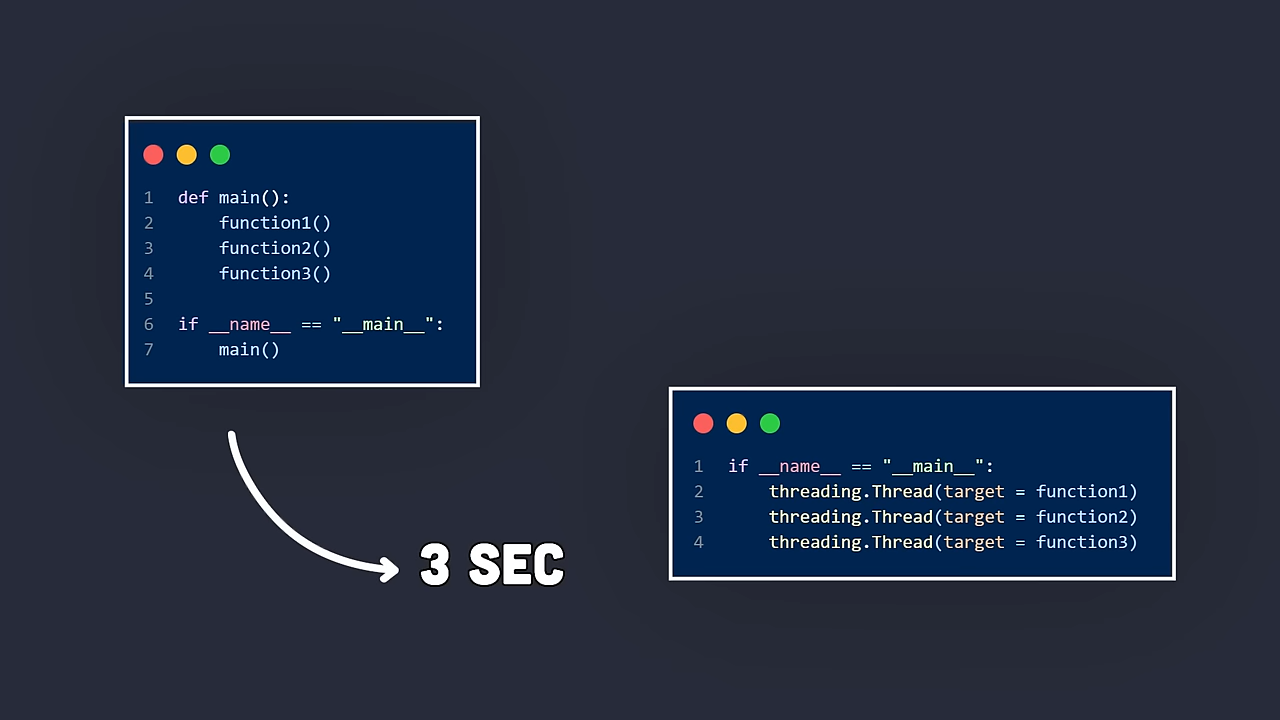 1 def main():
2     function1()
3     function2()
4     function3()
5
6 if __name__ == "__main__":
7     main()
3 SEC
1 if __name__ == "__main__":
2     threading.Thread(target = function1)
3     threading.Thread(target = function2)
4     threading.Thread(target = function3)